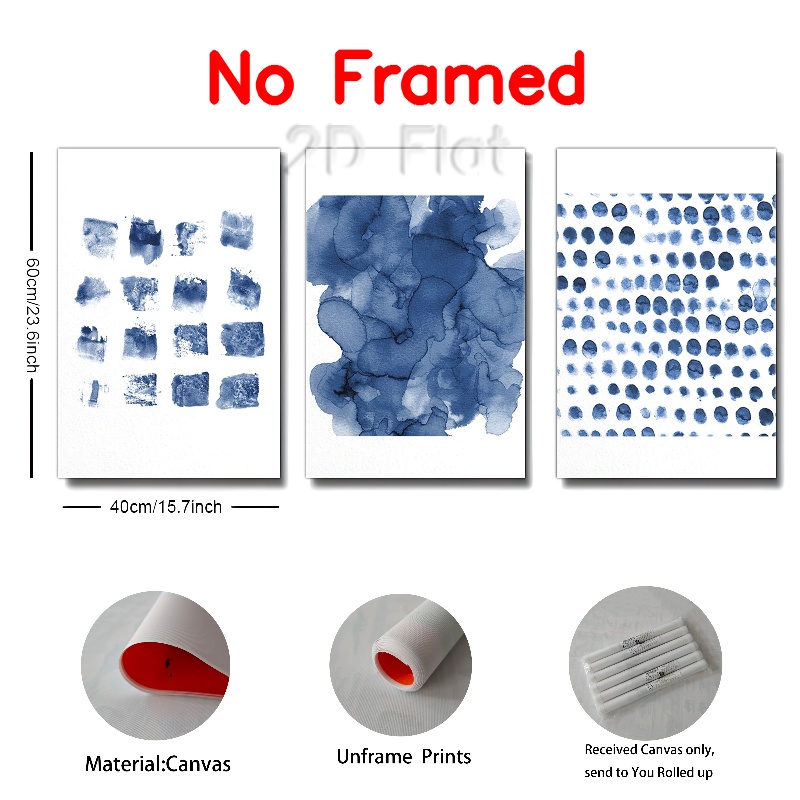 No Framed
2D Flat
60cm/23.6inch
40cm/15.7inch
Material:Canvas
Unframe Prints
Received Canvas only,
send to You Rolled up